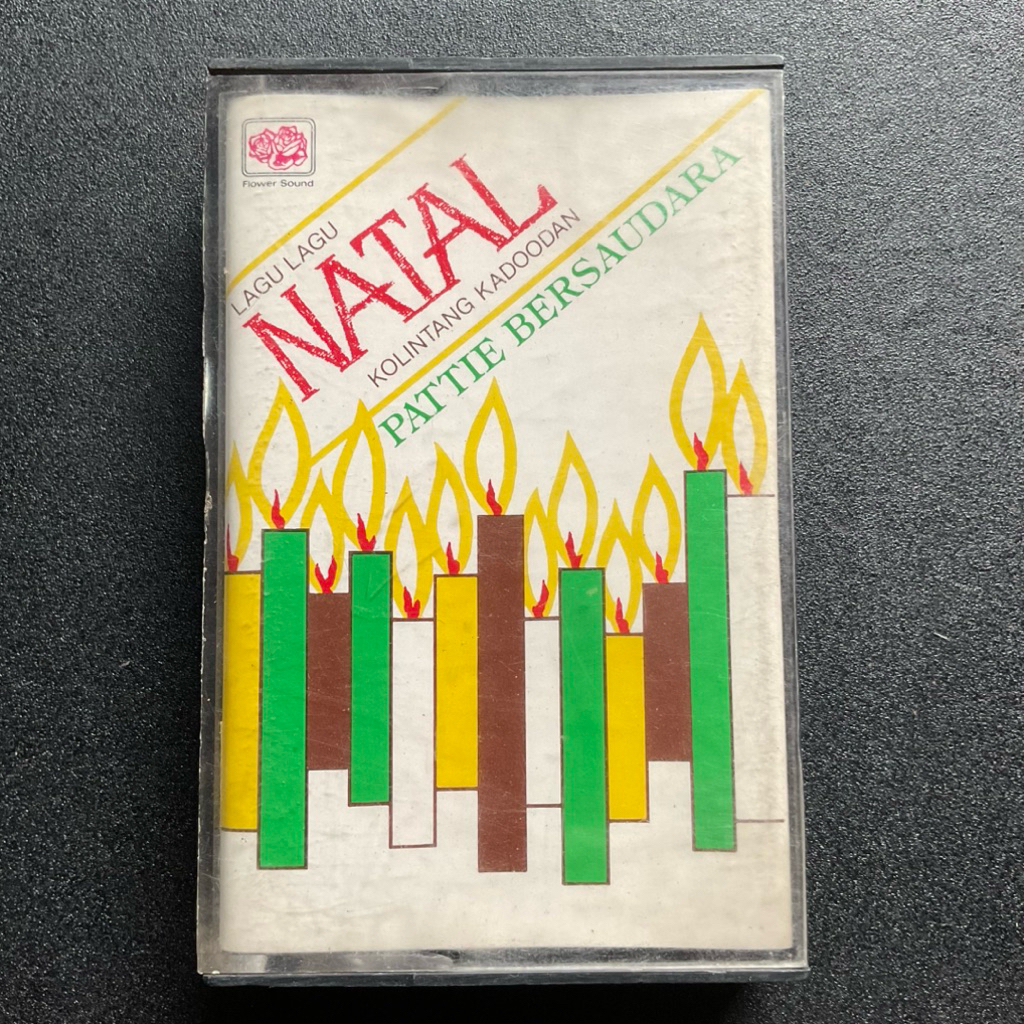 Flower Sound
LAGU LAGU
NATAL
KOLINTANG KADOODAN
PATTIE BERSAUDARA